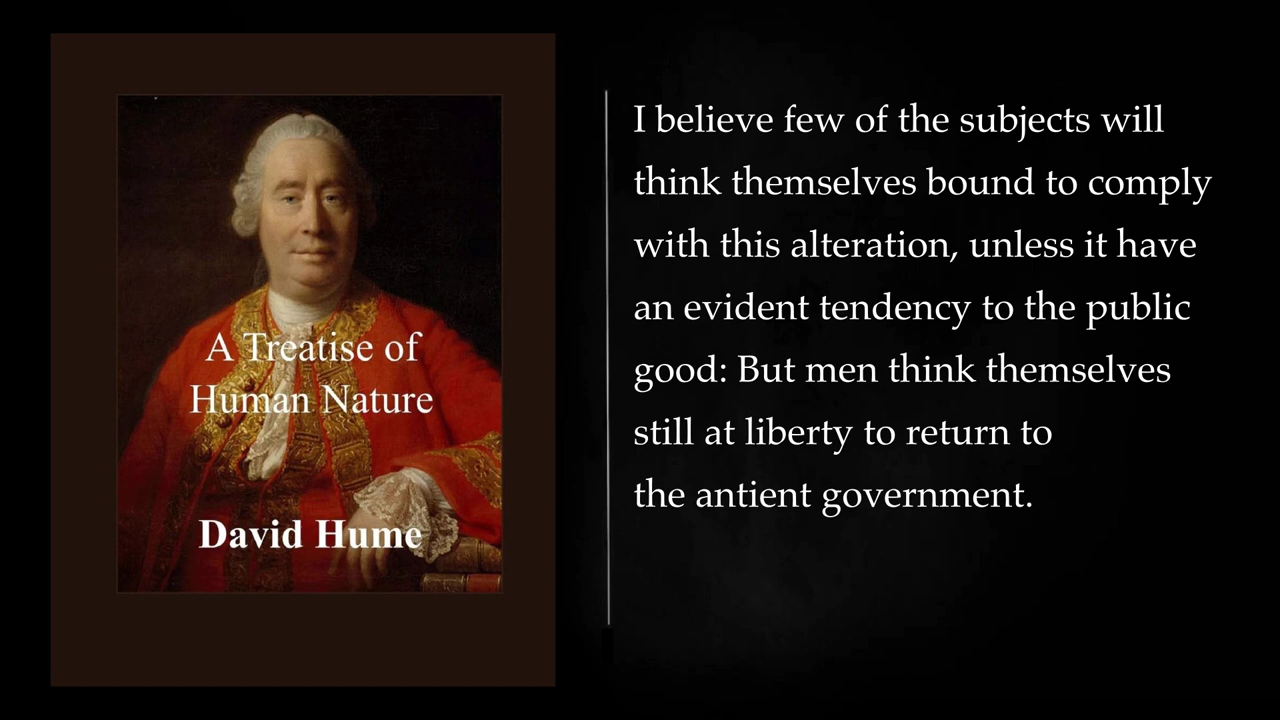 A Treatise of
Human Nature
David Hume
I believe few of the subjects will
think themselves bound to comply
with this alteration, unless it have
an evident tendency to the public
good: But men think themselves
still at liberty to return to
the antient government.